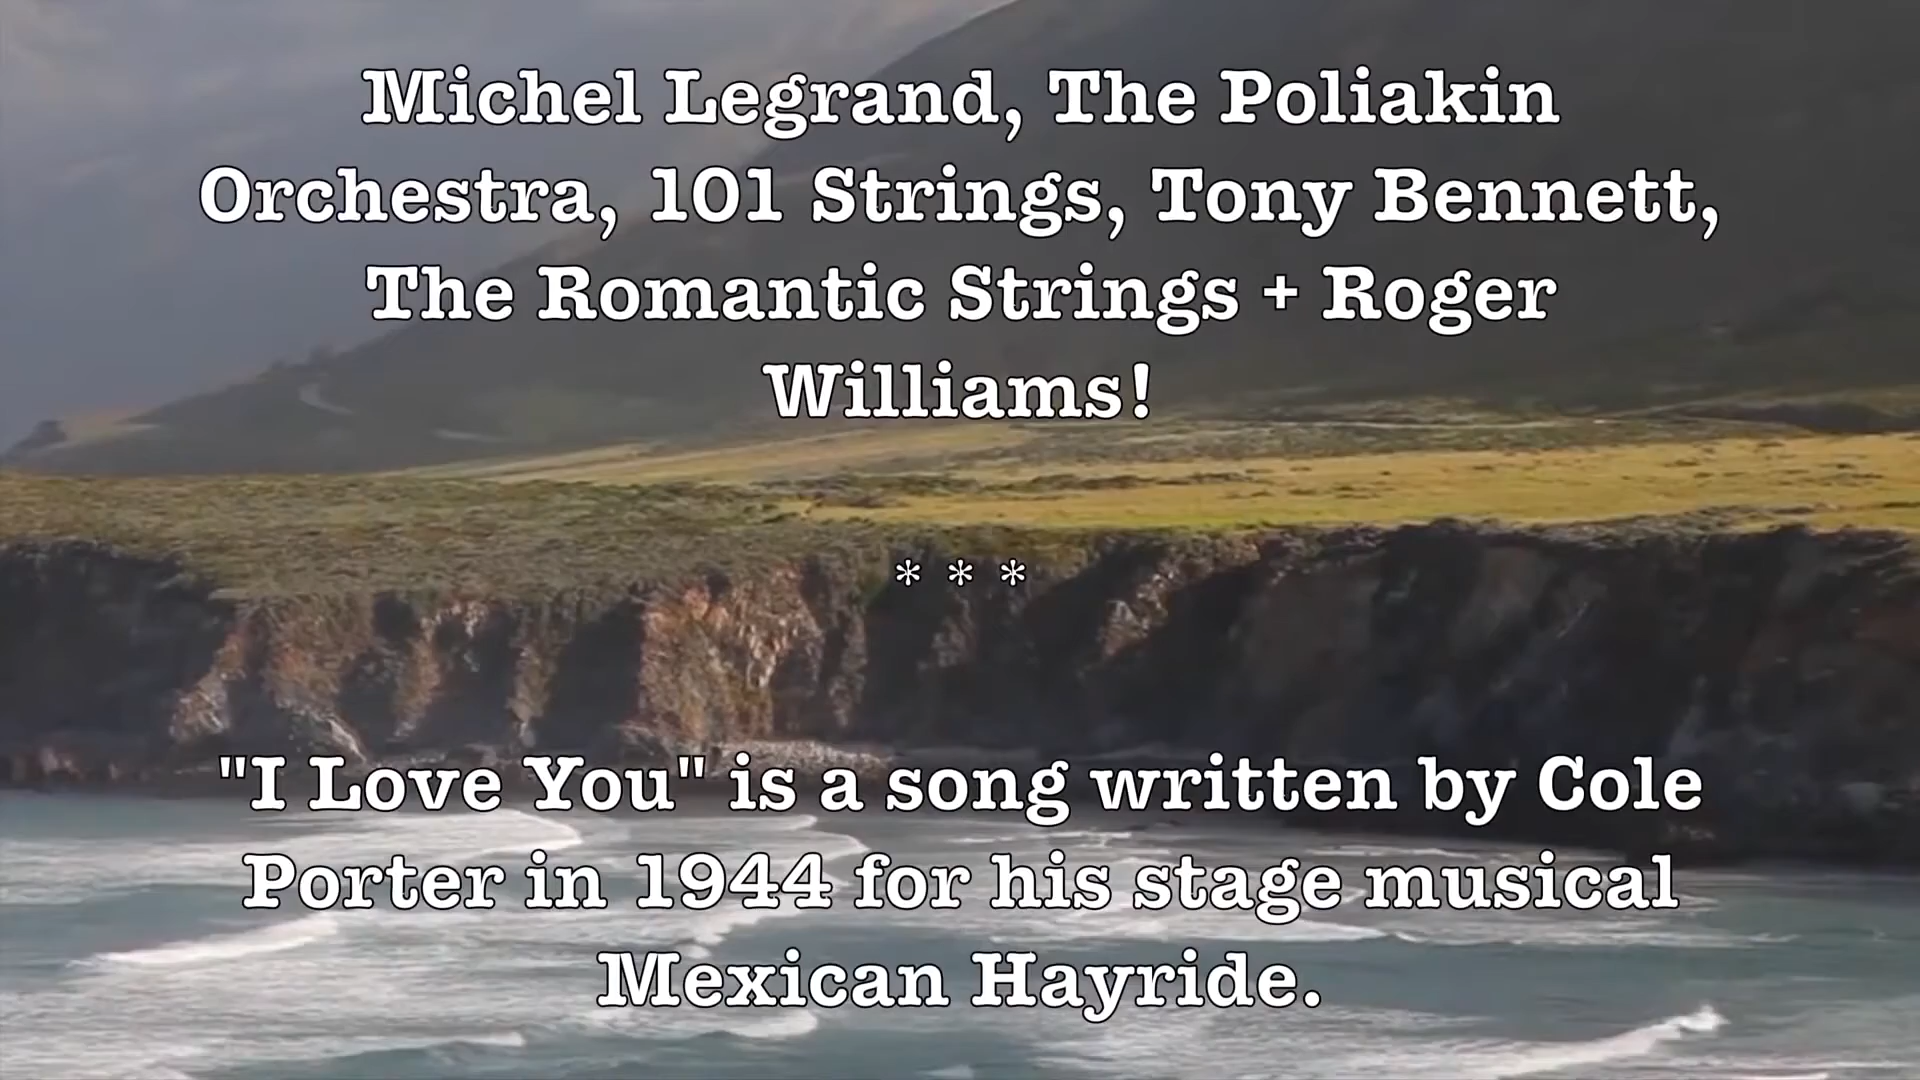 Michel Legrand, The Poliakin
Orchestra, 101 Strings, Tony Bennett,
The Romantic Strings + Roger
Williams!
* * *
"I Love You" is a song written by Cole
Porter in 1944 for his stage musical
Mexican Hayride.